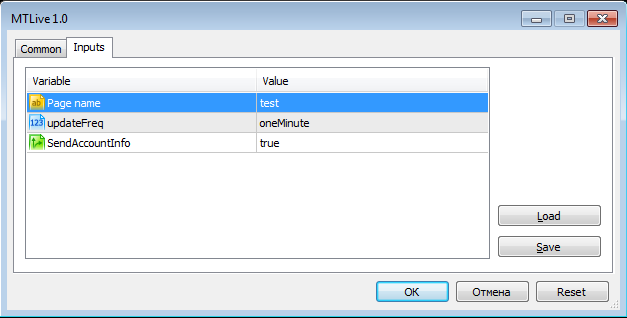 MTLive 1.0
Common Inputs
Variable Value
ab Page name test
123 updateFreq oneMinute
SendAccountInfo true
Load
Save
OK Отмена Reset